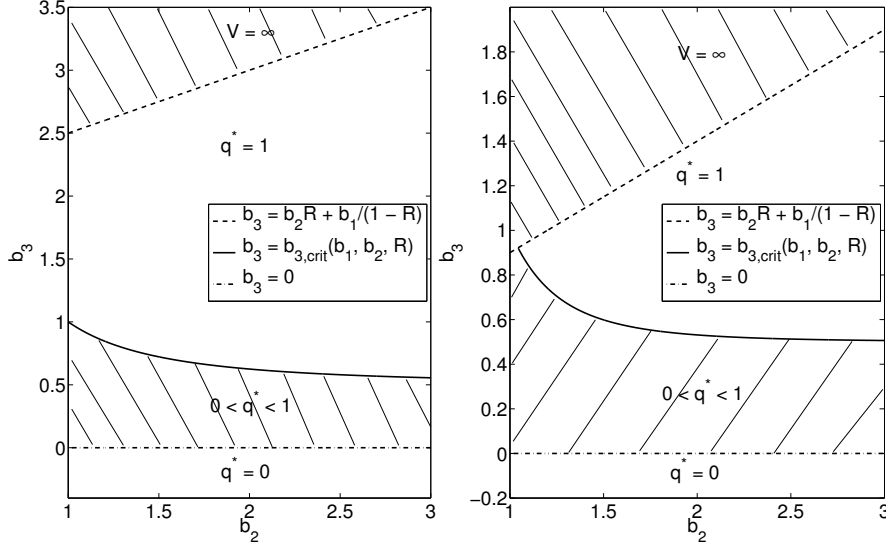 3.5
3
2.5
2
1.5
1
0.5
0
b3
V = ∞
q* = 1
b3 = b2R + b1/(1 − R)
b3 = b3,crit(b1, b2, R)
b3 = 0
0 < q* < 1
q* = 0
1 1.5 2 2.5 3
b2
1.8
1.6
1.4
1.2
1
0.8
0.6
0.4
0.2
0
−0.2
b3
V = ∞
q* = 1
b3 = b2R + b1/(1 − R)
b3 = b3,crit(b1, b2, R)
b3 = 0
0 < q* < 1
q* = 0
1 1.5 2 2.5 3
b2